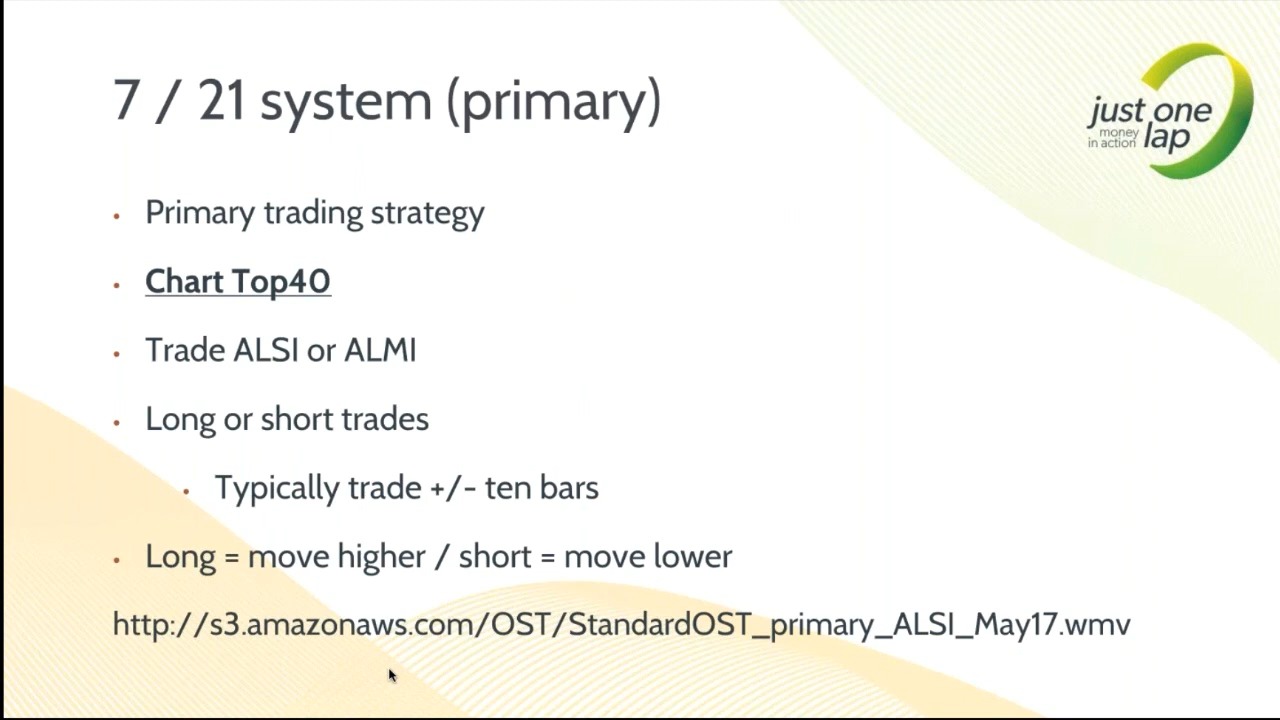 7 / 21 system (primary)
just one
money
in action lap
• Primary trading strategy
• Chart Top40
• Trade ALSI or ALMI
• Long or short trades
• Typically trade +/- ten bars
• Long = move higher / short = move lower
http://s3.amazonaws.com/OST/StandardOST_primary_ALSI_May17.wmv